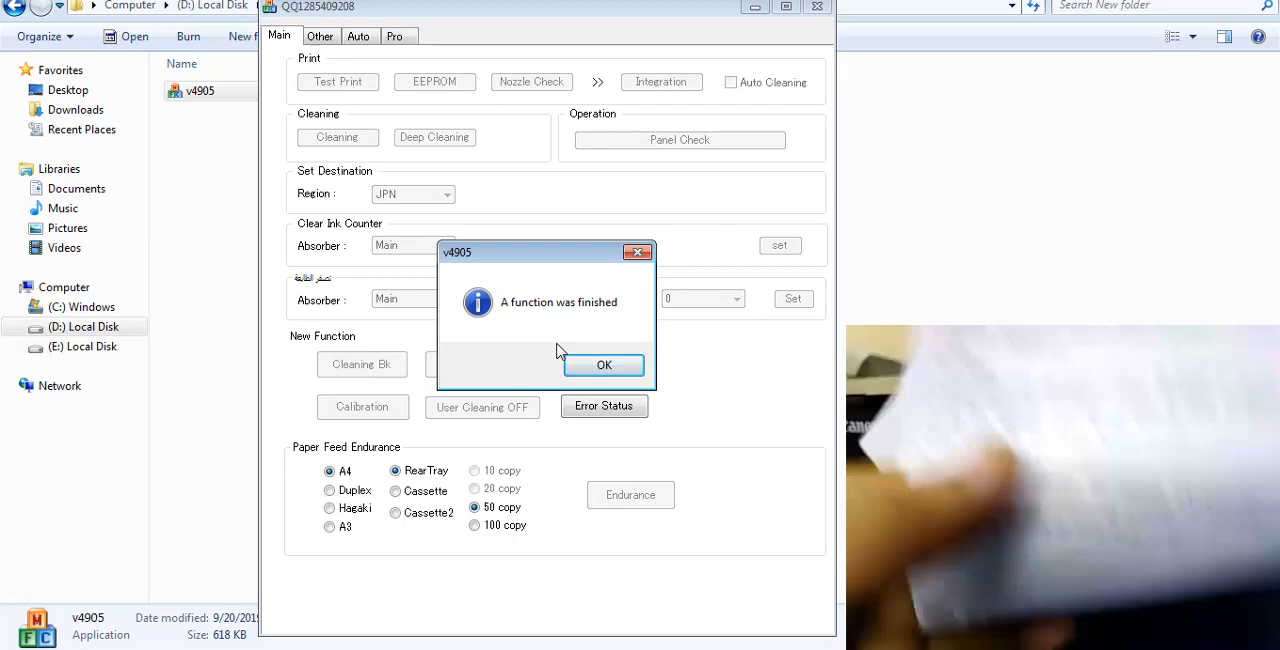 Computer ▸ (D:) Local Disk
Search New folder
Organize
Open
Burn
New f
Favorites
Desktop
Downloads
Recent Places
Libraries
Documents
Music
Pictures
Videos
Computer
(C:) Windows
(D:) Local Disk
(E:) Local Disk
Network
Name
v4905
QQ1285409208
Main Other Auto Pro
Print
Test Print EEPROM Nozzle Check >> Integration Auto Cleaning
Cleaning
Cleaning Deep Cleaning
Operation
Panel Check
Set Destination
Region : JPN
Clear Ink Counter
Absorber : Main set
تصفر الطابعة
Absorber : Main 0 Set
New Function
Cleaning Bk
Calibration User Cleaning OFF Error Status
v4905
A function was finished
OK
Paper Feed Endurance
A4 RearTray 10 copy
Duplex Cassette 20 copy
Hagaki Cassette2 50 copy
A3 100 copy
Endurance
v4905 Date modified: 9/20/201
Application Size: 618 KB